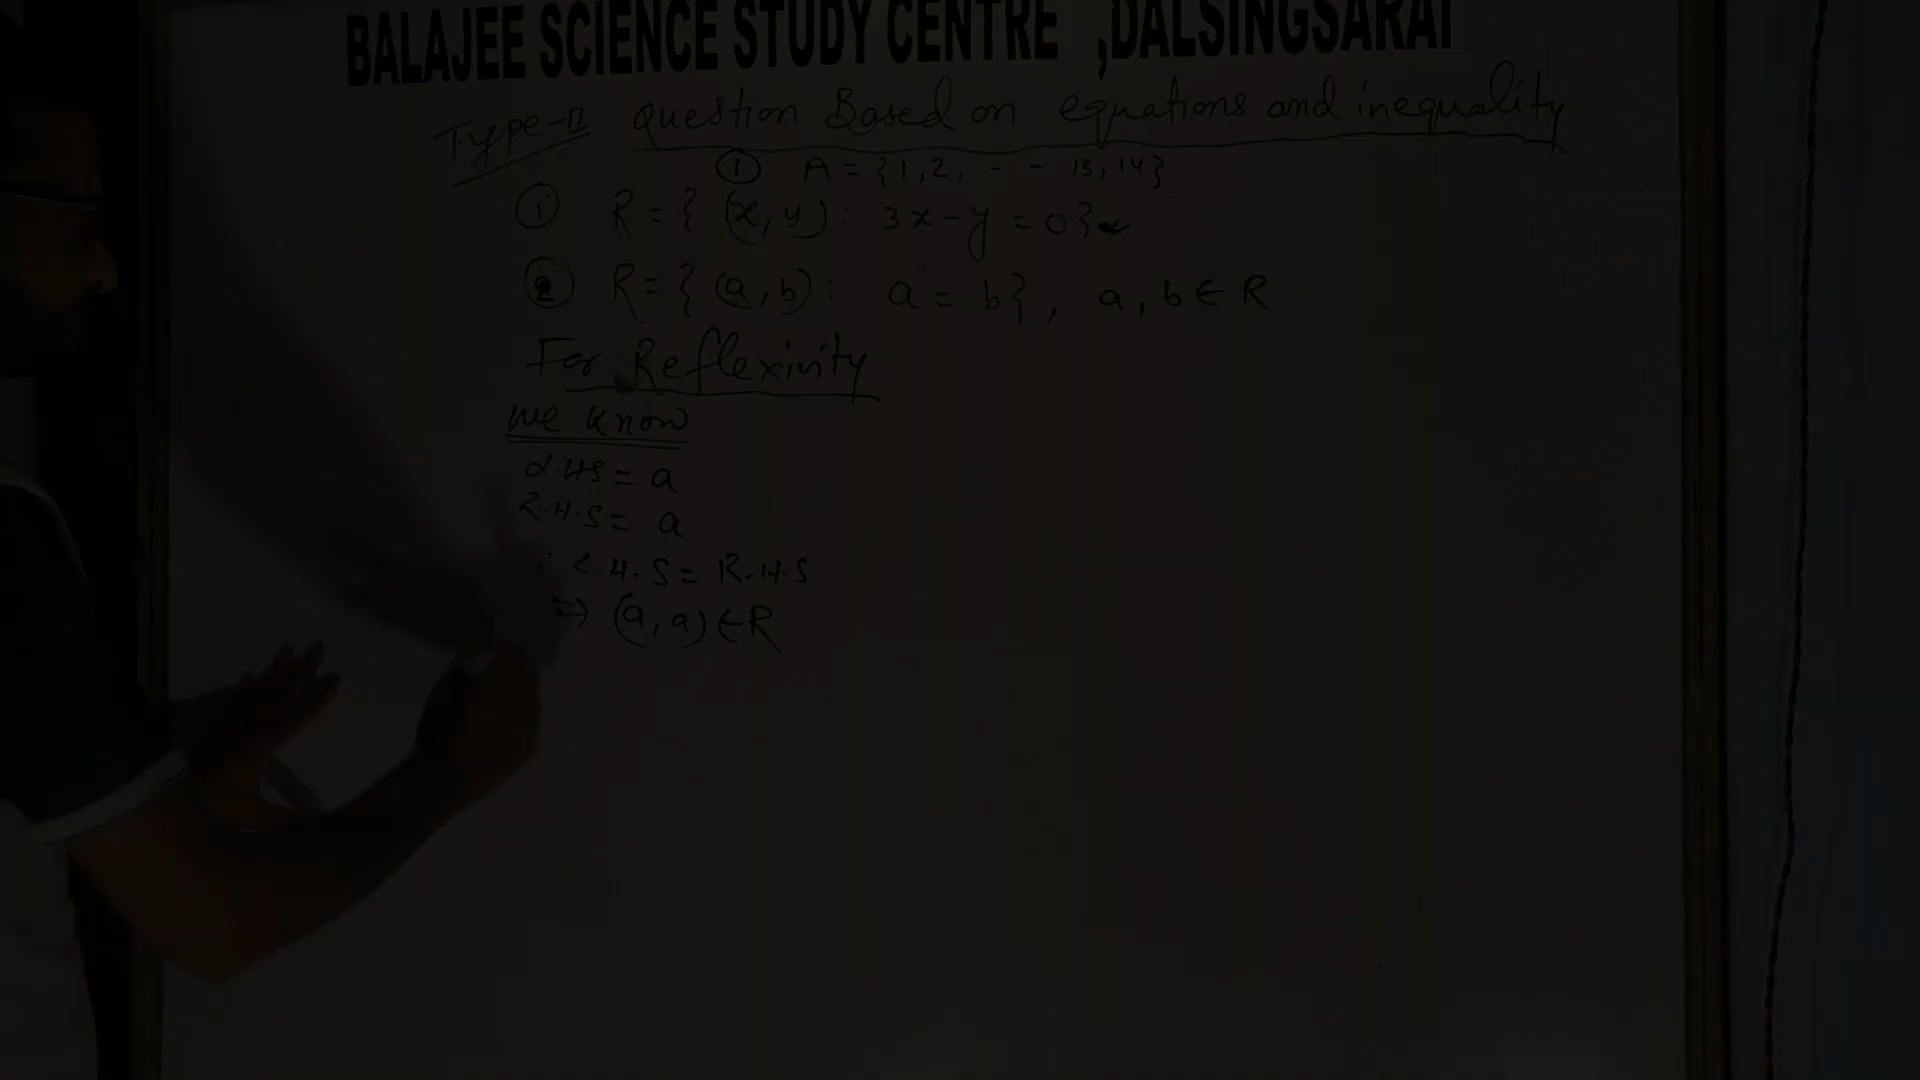 BALAJEE SCIENCE STUDY CENTRE ,DALSINGSARAI
Type-II Question Based on equations and inequality
① A = {1, 2, - - 13, 14}
① R = { (x, y) : 3x - y = 0}
② R = { (a, b) : a = b} , a, b ∈ R
For Reflexivity
we know
L.HS = a
R.H.S = a
∵ L.H.S = R.H.S
⇒ (a, a) ∈ R